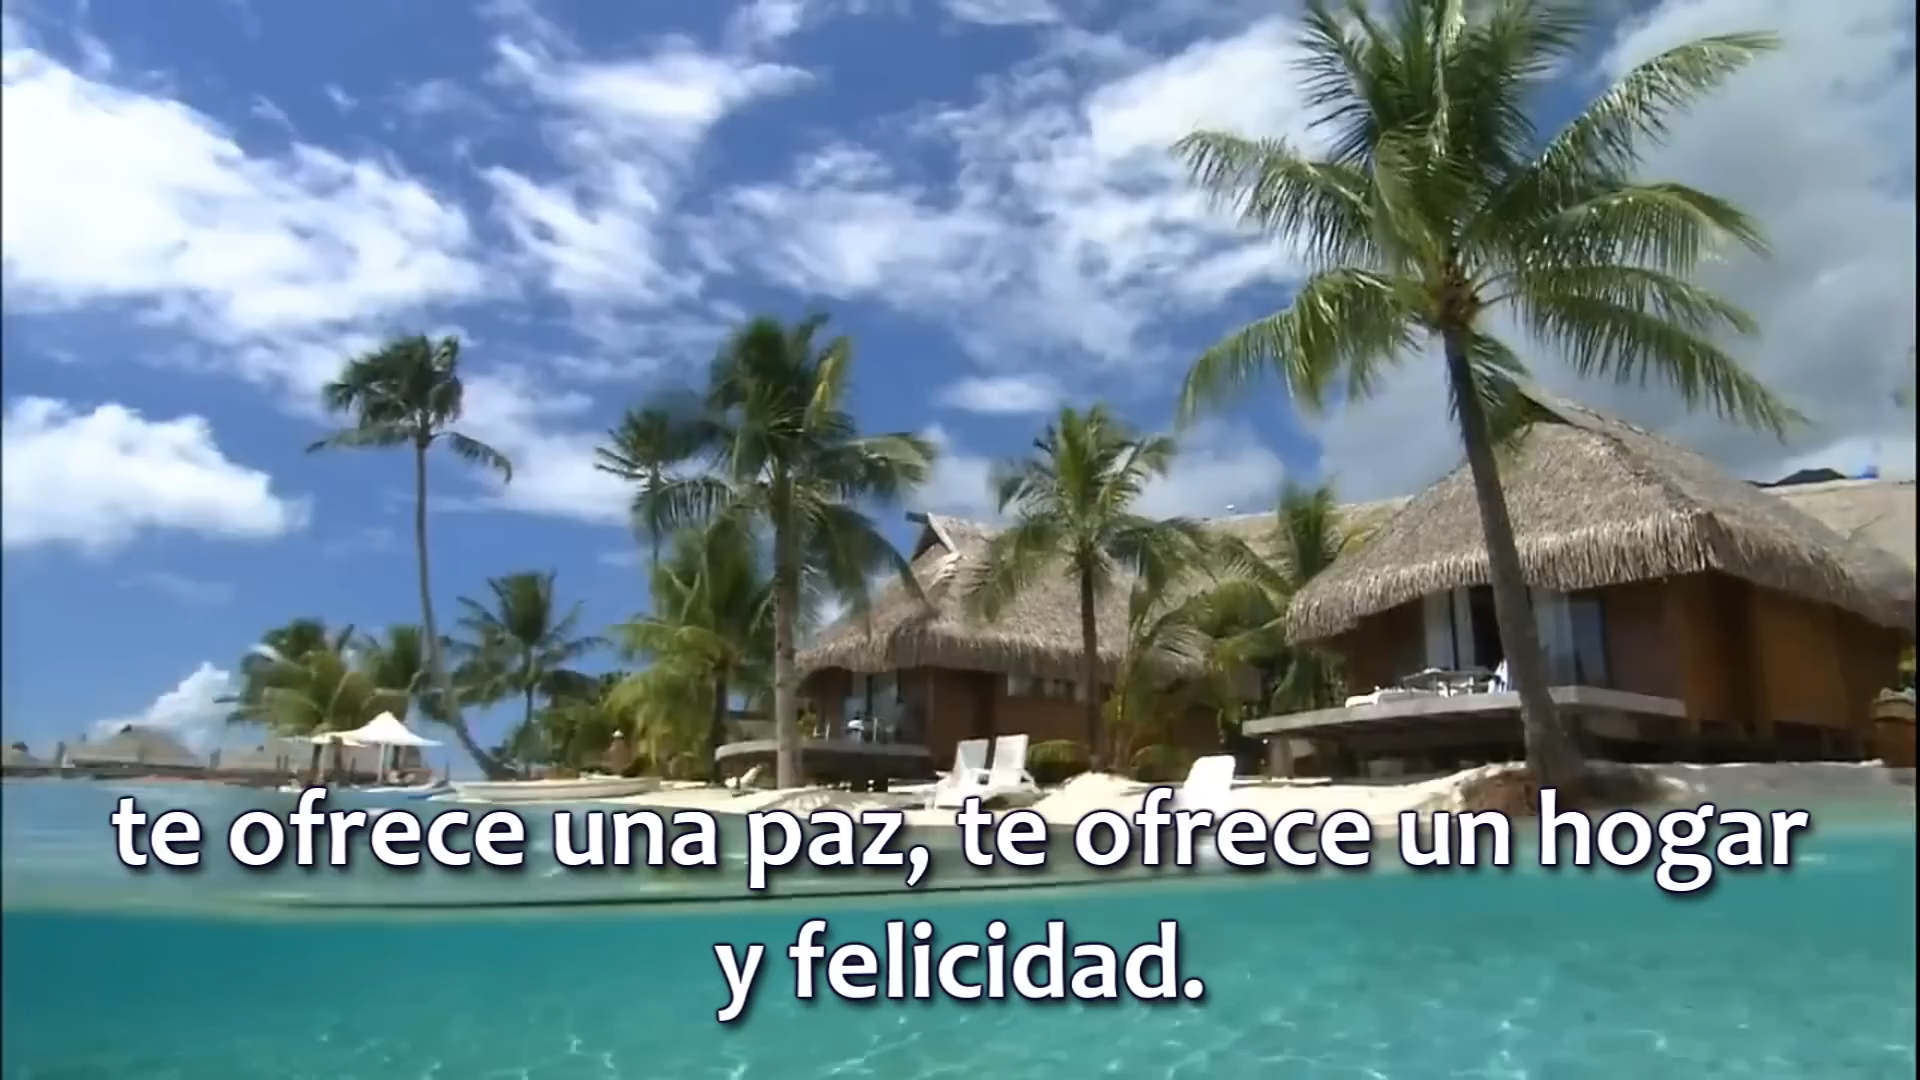 te ofrece una paz, te ofrece un hogar
y felicidad.